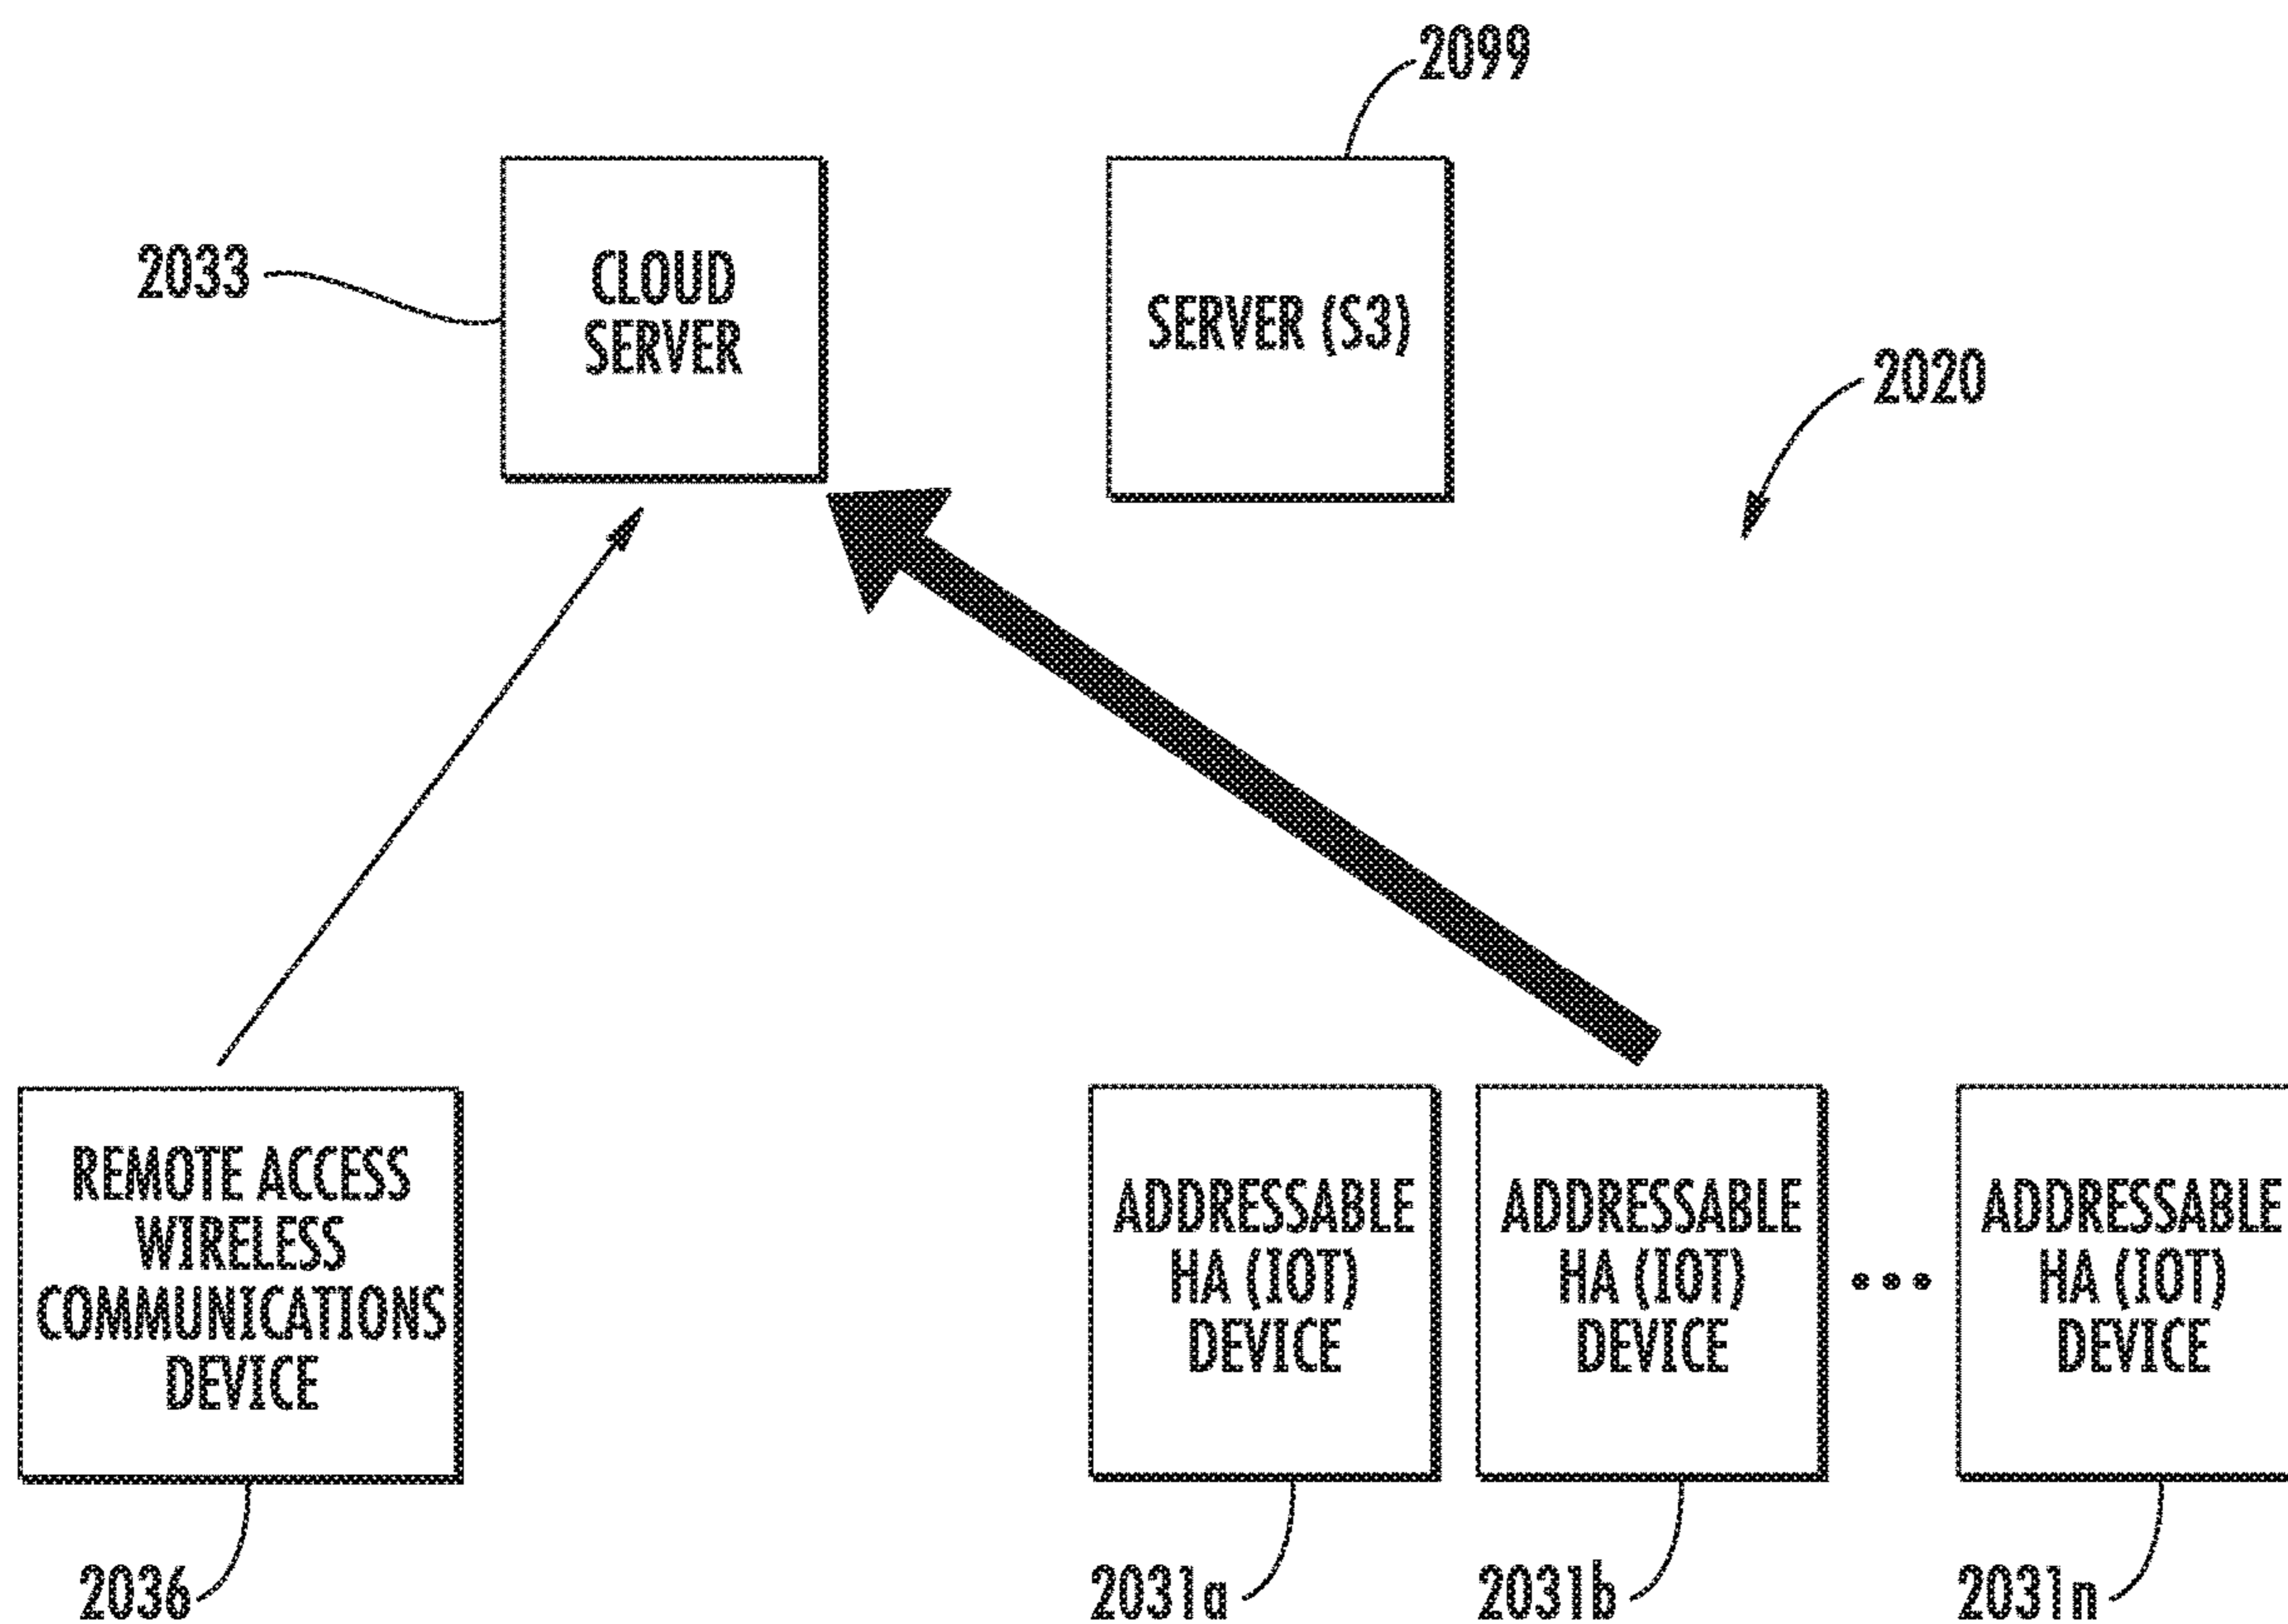 2099
2033
CLOUD
SERVER
SERVER (S3)
2020
REMOTE ACCESS
WIRELESS
COMMUNICATIONS
DEVICE
ADDRESSABLE
HA (IOT)
DEVICE
ADDRESSABLE
HA (IOT)
DEVICE
ADDRESSABLE
HA (IOT)
DEVICE
2036
2031a
2031b
2031n